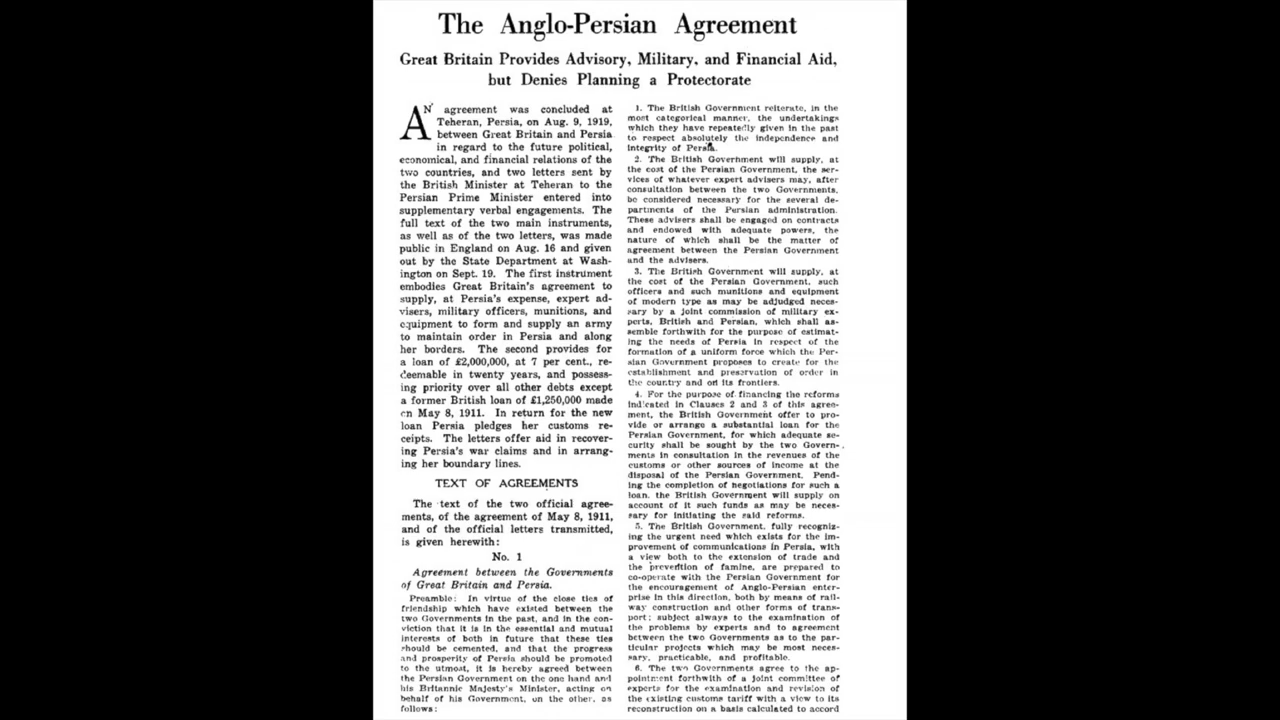 The Anglo-Persian Agreement
Great Britain Provides Advisory, Military, and Financial Aid,
but Denies Planning a Protectorate
AN agreement was concluded at
Teheran, Persia, on Aug. 9, 1919,
between Great Britain and Persia
in regard to the future political,
economical, and financial relations of the
two countries, and two letters sent by
the British Minister at Teheran to the
Persian Prime Minister entered into
supplementary verbal engagements. The
full text of the two main instruments,
as well as of the two letters, was made
public in England on Aug. 16 and given
out by the State Department at Wash-
ington on Sept. 19. The first instrument
embodies Great Britain's agreement to
supply, at Persia's expense, expert ad-
visers, military officers, munitions, and
equipment to form and supply an army
to maintain order in Persia and along
her borders. The second provides for
a loan of £2,000,000, at 7 per cent., re-
deemable in twenty years, and possess-
ing priority over all other debts except
a former British loan of £1,250,000 made
on May 8, 1911. In return for the new
loan Persia pledges her customs re-
ceipts. The letters offer aid in recover-
ing Persia's war claims and in arrang-
ing her boundary lines.
TEXT OF AGREEMENTS
The text of the two official agree-
ments, of the agreement of May 8, 1911,
and of the official letters transmitted,
is given herewith:
No. 1
Agreement between the Governments
of Great Britain and Persia.
Preamble: In virtue of the close ties of
friendship which have existed between the
two Governments in the past, and in the con-
viction that it is in the essential and mutual
interests of both in future that these ties
should be cemented, and that the progress
and prosperity of Persia should be promoted
to the utmost, it is hereby agreed between
the Persian Government on the one hand and
his Britannic Majesty's Minister, acting on
behalf of his Government, on the other, as
follows:
1. The British Government reiterate, in the
most categorical manner, the undertakings
which they have repeatedly given in the past
to respect absolutely the independence and
integrity of Persia.
2. The British Government will supply, at
the cost of the Persian Government, the ser-
vices of whatever expert advisers may, after
consultation between the two Governments,
be considered necessary for the several de-
partments of the Persian administration.
These advisers shall be engaged on contracts
and endowed with adequate powers, the
nature of which shall be the matter of
agreement between the Persian Government
and the advisers.
3. The British Government will supply, at
the cost of the Persian Government, such
officers and such munitions and equipment
of modern type as may be adjudged neces-
sary by a joint commission of military ex-
perts, British and Persian, which shall as-
semble forthwith for the purpose of estimat-
ing the needs of Persia in respect of the
formation of a uniform force which the Per-
sian Government proposes to create for the
establishment and preservation of order in
the country and on its frontiers.
4. For the purpose of financing the reforms
indicated in Clauses 2 and 3 of this agree-
ment, the British Government offer to pro-
vide or arrange a substantial loan for the
Persian Government, for which adequate se-
curity shall be sought by the two Govern-
ments in consultation in the revenues of the
customs or other sources of income at the
disposal of the Persian Government. Pend-
ing the completion of negotiations for such a
loan, the British Government will supply on
account of it such funds as may be neces-
sary for initiating the said reforms.
5. The British Government, fully recogniz-
ing the urgent need which exists for the im-
provement of communications in Persia, with
a view both to the extension of trade and
the prevention of famine, are prepared to
co-operate with the Persian Government for
the encouragement of Anglo-Persian enter-
prise in this direction, both by means of rail-
way construction and other forms of trans-
port; subject always to the examination of
the problems by experts and to agreement
between the two Governments as to the par-
ticular projects which may be most neces-
sary, practicable, and profitable.
6. The two Governments agree to the ap-
pointment forthwith of a joint committee of
experts for the examination and revision of
the existing customs tariff with a view to its
reconstruction on a basis calculated to accord